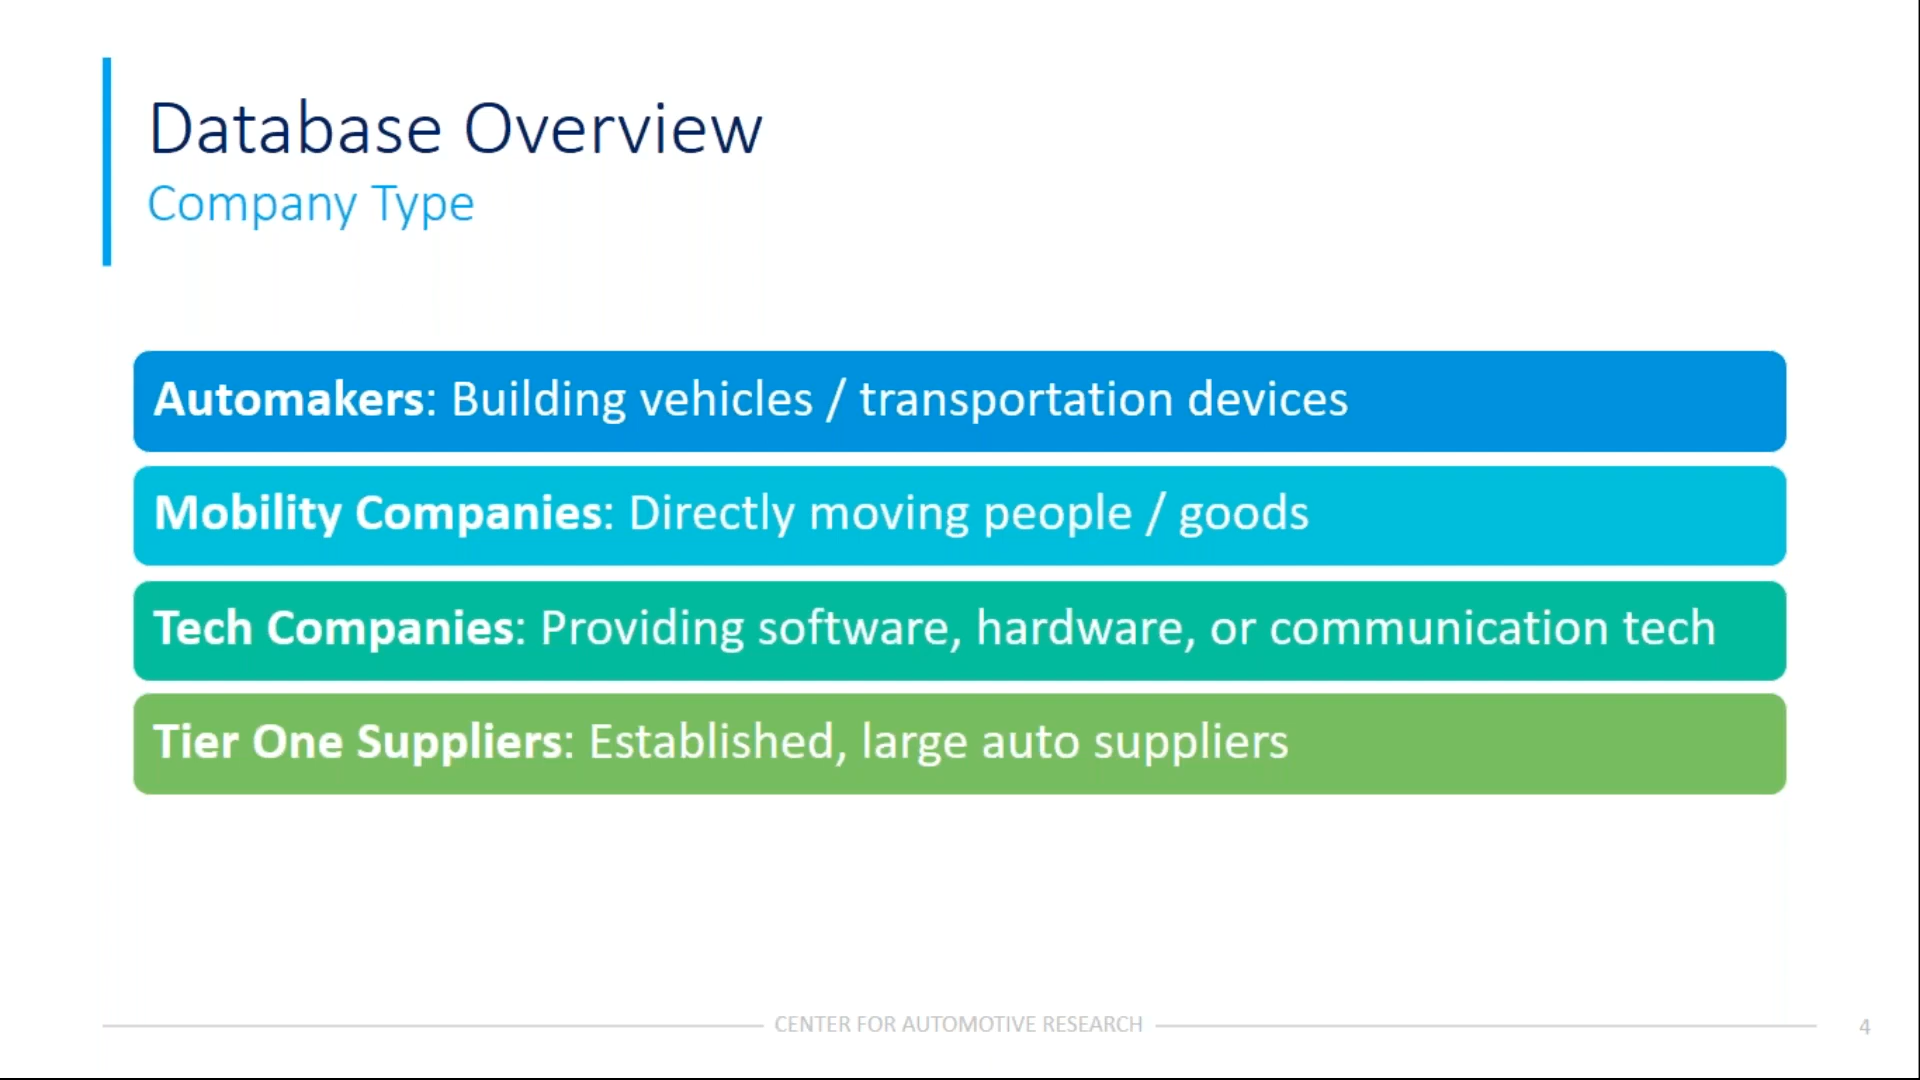 Database Overview
Company Type
Automakers: Building vehicles / transportation devices
Mobility Companies: Directly moving people / goods
Tech Companies: Providing software, hardware, or communication tech
Tier One Suppliers: Established, large auto suppliers
CENTER FOR AUTOMOTIVE RESEARCH
4